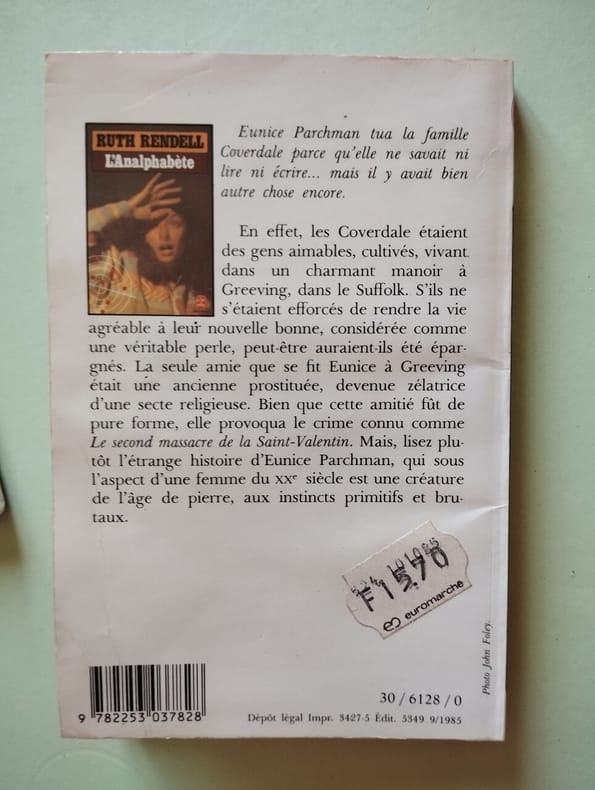 RUTH RENDELL
L'Analphabète
Eunice Parchman tua la famille
Coverdale parce qu'elle ne savait ni
lire ni écrire... mais il y avait bien
autre chose encore.
En effet, les Coverdale étaient
des gens aimables, cultivés, vivant
dans un charmant manoir à
Greeving, dans le Suffolk. S'ils ne
s'étaient efforcés de rendre la vie
agréable à leur nouvelle bonne, considérée comme
une véritable perle, peut-être auraient-ils été épar-
gnés. La seule amie que se fit Eunice à Greeving
était une ancienne prostituée, devenue zélatrice
d'une secte religieuse. Bien que cette amitié fût de
pure forme, elle provoqua le crime connu comme
Le second massacre de la Saint-Valentin. Mais, lisez plu-
tôt l'étrange histoire d'Eunice Parchman, qui sous
l'aspect d'une femme du XXe siècle est une créature
de l'âge de pierre, aux instincts primitifs et bru-
taux.
F15.70
euromarche
Photo John Foley.
30 / 6128 / 0
9 782253 037828
Dépôt légal Impr. 3427-5 Édit. 5349 9/1985